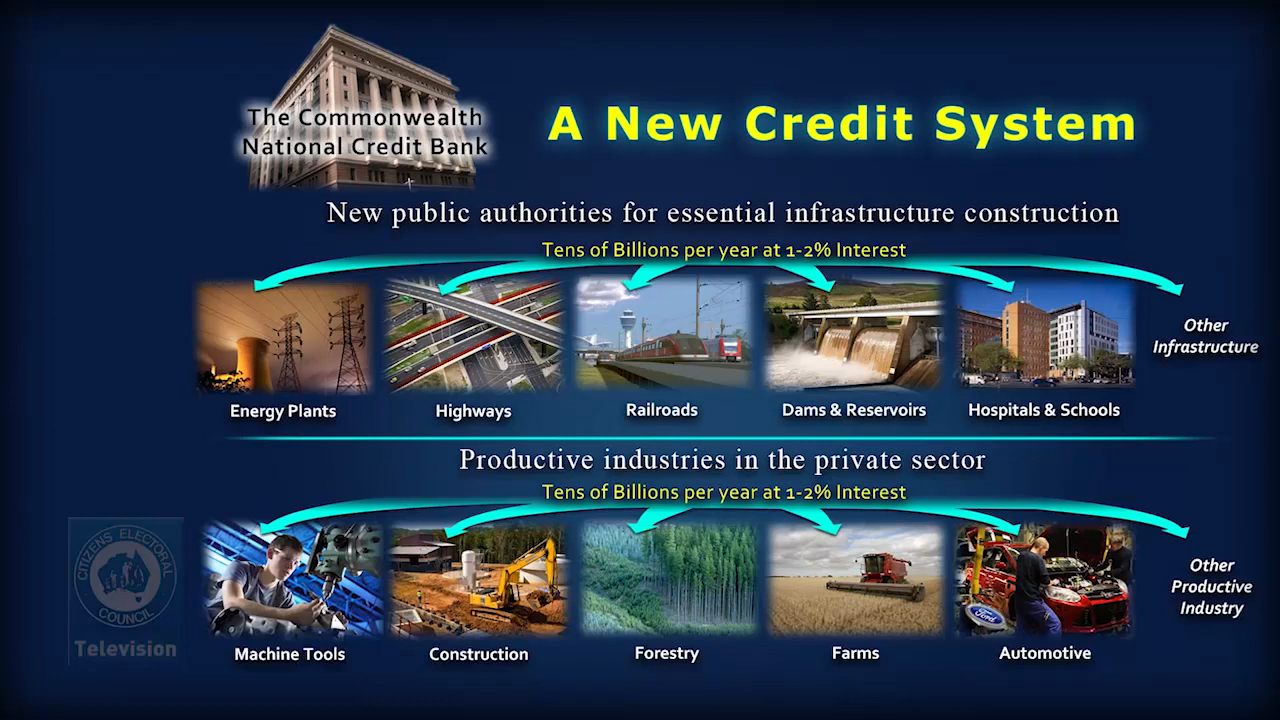 The Commonwealth
National Credit Bank
A New Credit System
New public authorities for essential infrastructure construction
Tens of Billions per year at 1-2% Interest
Other
Infrastructure
Energy Plants
Highways
Railroads
Dams & Reservoirs
Hospitals & Schools
Productive industries in the private sector
Tens of Billions per year at 1-2% Interest
CITIZENS ELECTORAL
COUNCIL
Television
Ford
Other
Productive
Industry
Machine Tools
Construction
Forestry
Farms
Automotive